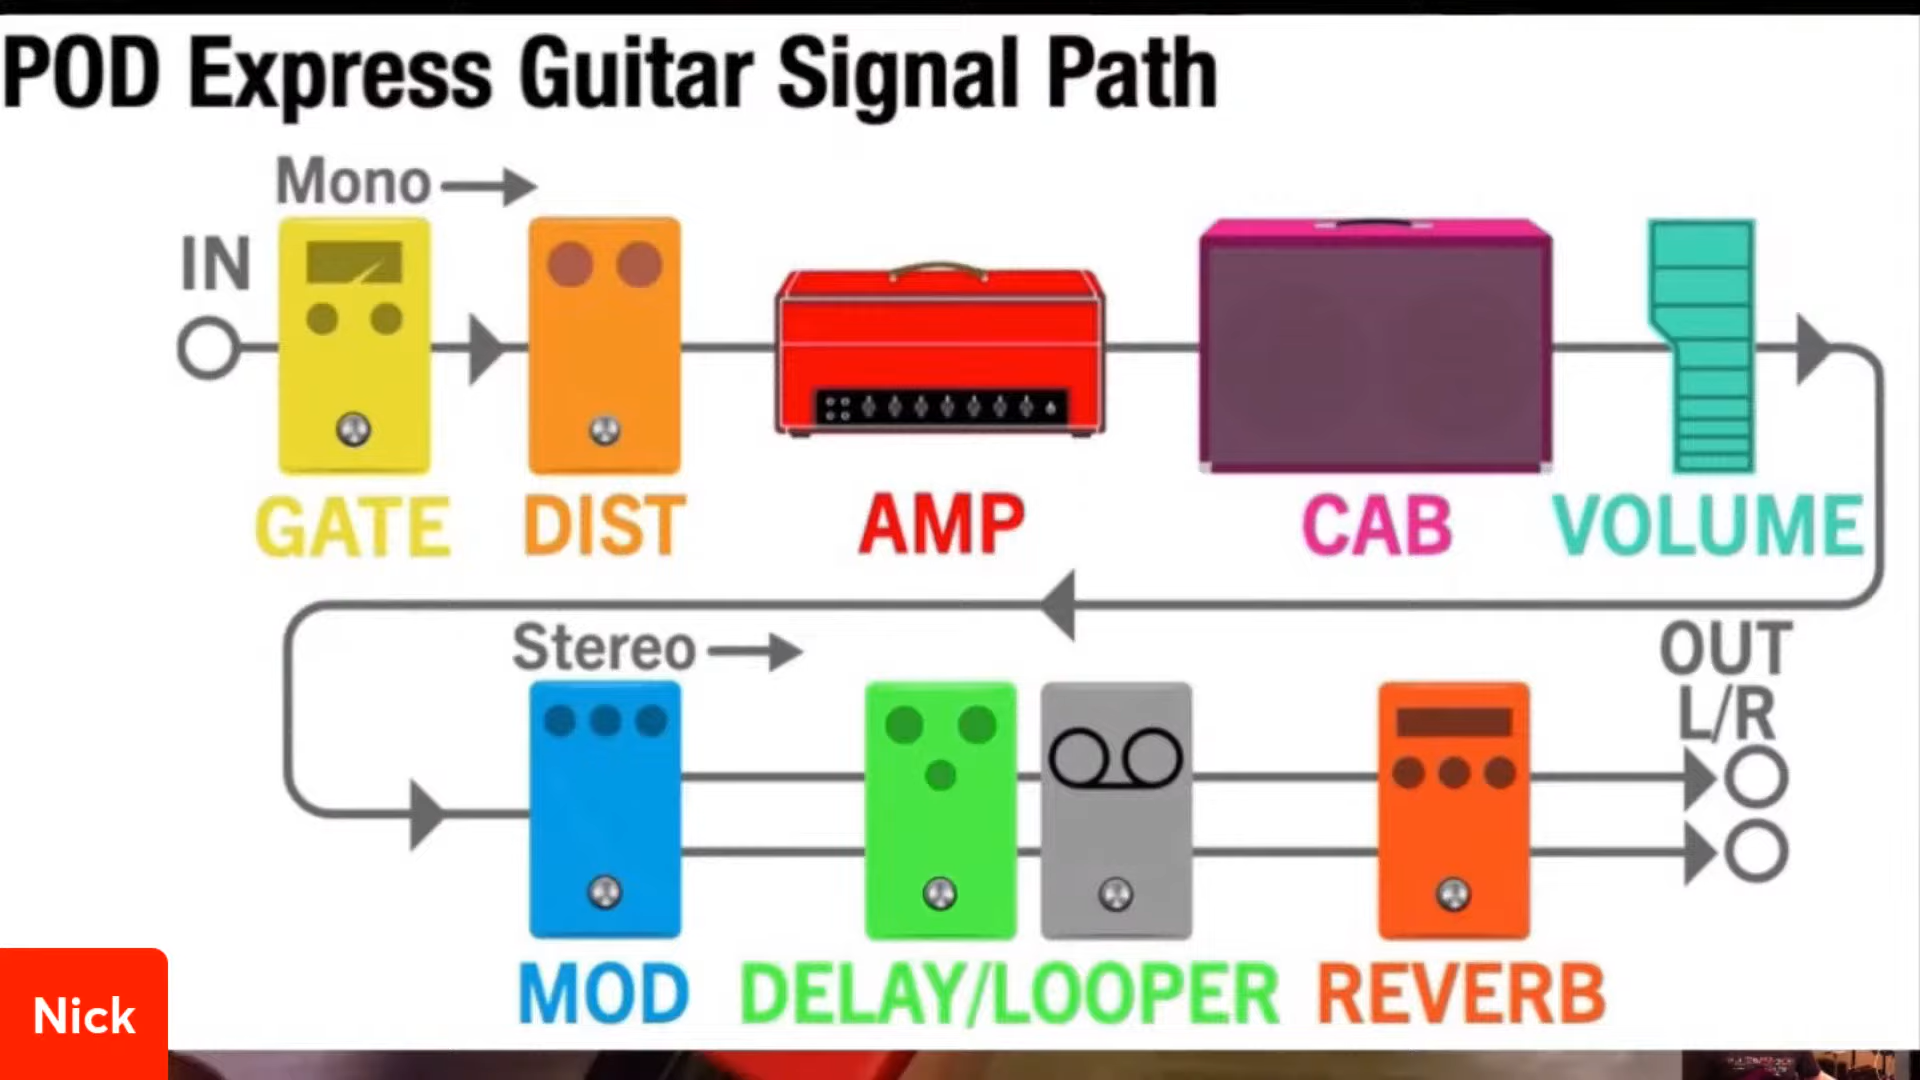 POD Express Guitar Signal Path
Mono
IN
GATE
DIST
AMP
CAB
VOLUME
Stereo
OUT
L/R
MOD
DELAY/LOOPER
REVERB
Nick